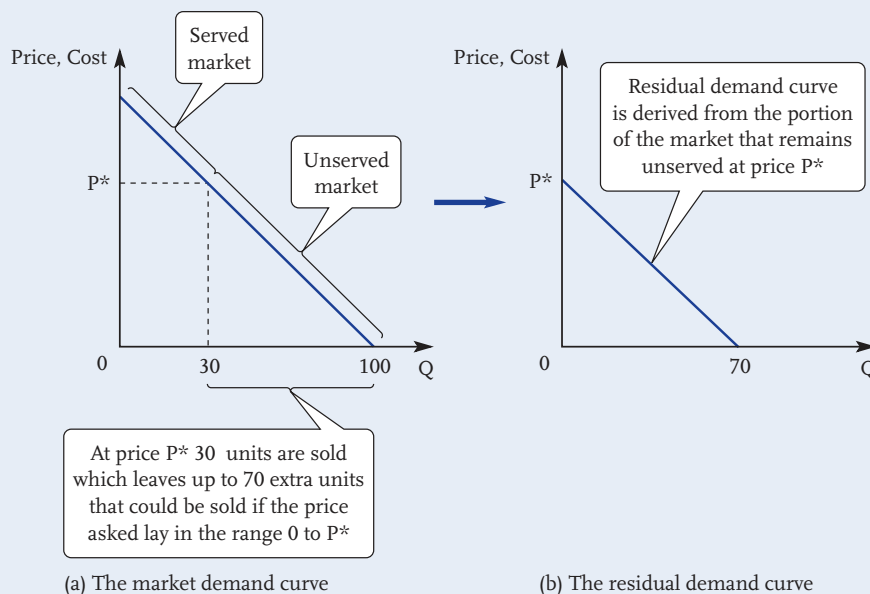 Served
market
Price, Cost
Unserved
market
P*
0
30
100
Q
At price P* 30 units are sold
which leaves up to 70 extra units
that could be sold if the price
asked lay in the range 0 to P*
(a) The market demand curve
Price, Cost
Residual demand curve
is derived from the portion
of the market that remains
unserved at price P*
P*
0
70
Q
(b) The residual demand curve